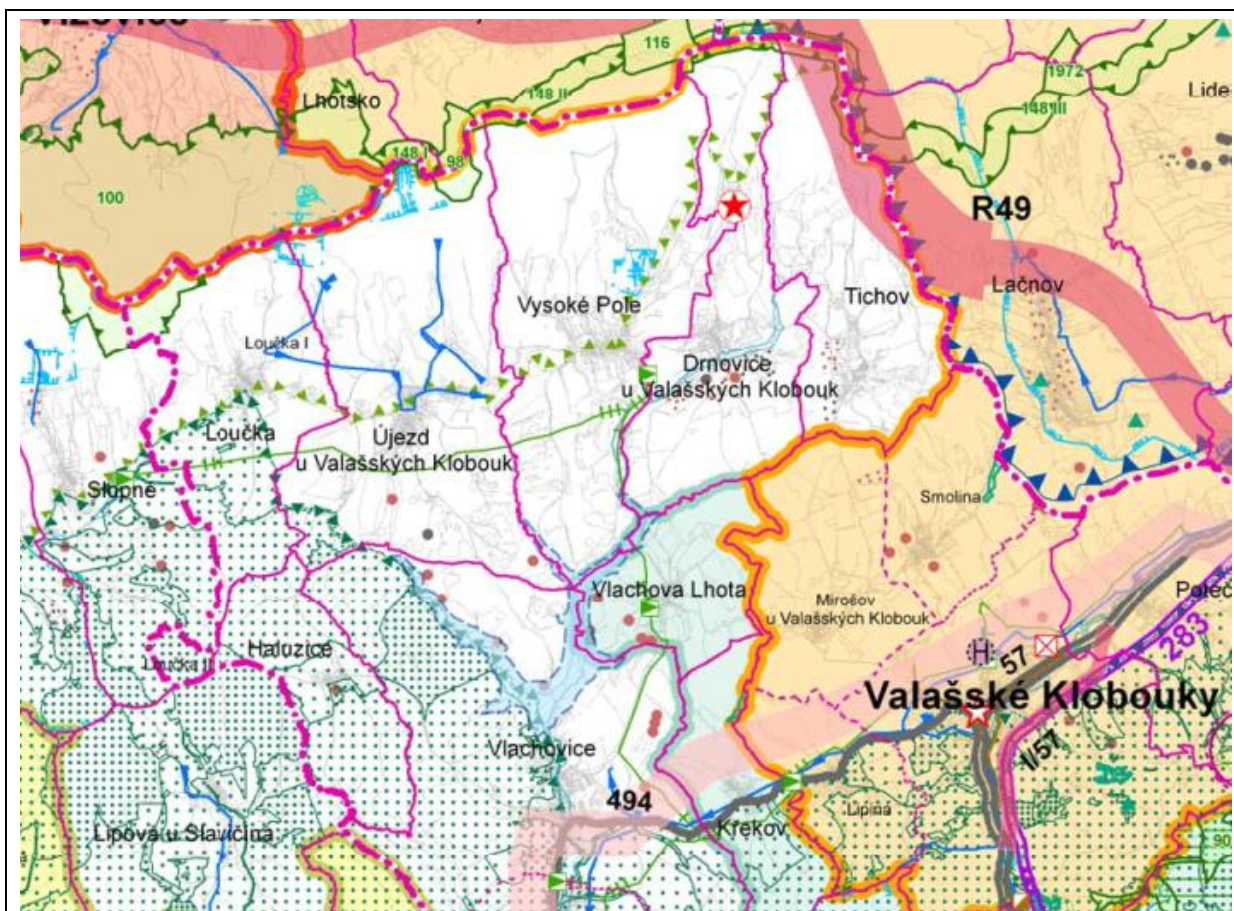 116
1972
Lide
148 II
Lhotsko
148 III
148 I
98
100
R49
Lačnov
Tichov
Vysoké Pole
Loučka I
Drnovice
u Valašských Klobouk
Loučka
Újezd
u Valašských Klobouk
Slopné
Smolina
Vlachova Lhota
Mirošov
u Valašských Klobouk
Poteč
Haluzice
Loučka II
H
57
283
Valašské Klobouky
I/57
Vlachovice
494
Křekov
Lipina
Lipová u Slavičína
90